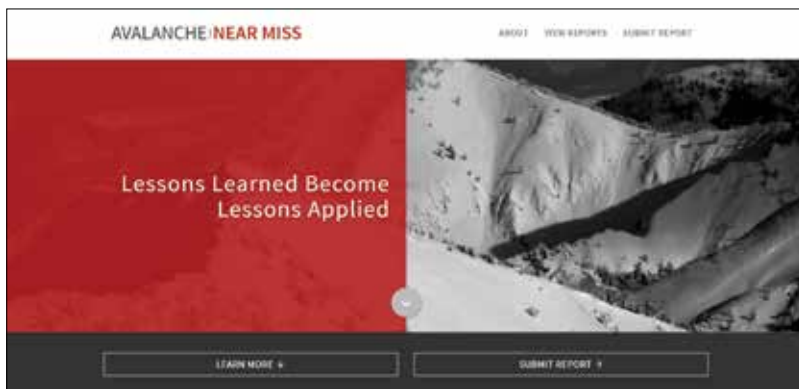 AVALANCHE NEAR MISS
ABOUT VIEW REPORTS SUBMIT REPORT
Lessons Learned Become
Lessons Applied
LEARN MORE
SUBMIT REPORT